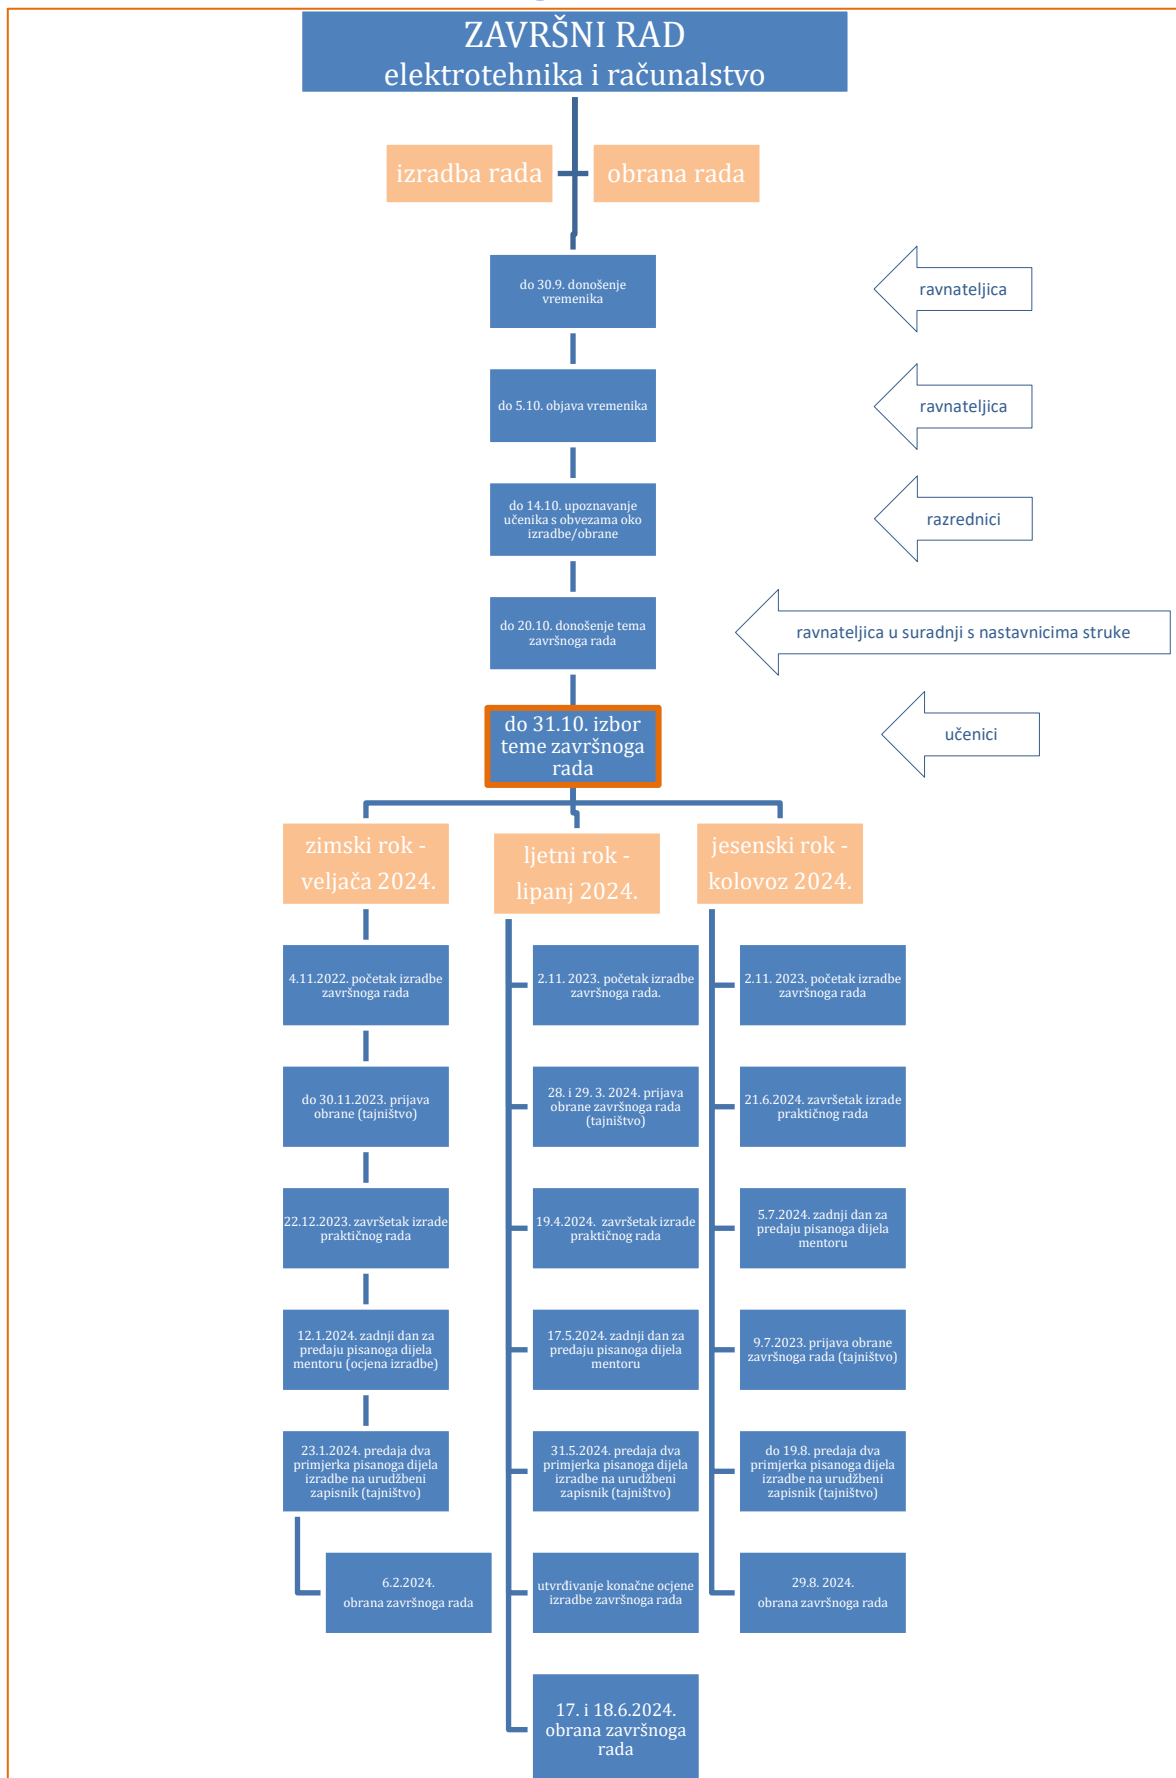 ZAVRŠNI RAD
elektrotehnika i računalstvo
izradba rada
obrana rada
do 30.9. donošenje
vremenika
ravnateljica
do 5.10. objava vremenika
ravnateljica
do 14.10. upoznavanje
učenika s obvezama oko
izradbe/obrane
razrednici
do 20.10. donošenje tema
završnoga rada
ravnateljica u suradnji s nastavnicima struke
do 31.10. izbor
teme završnoga
rada
učenici
zimski rok -
veljača 2024.
4.11.2022. početak izradbe
završnoga rada
do 30.11.2023. prijava
obrane (tajništvo)
22.12.2023. završetak izrade
praktičnog rada
12.1.2024. zadnji dan za
predaju pisanoga dijela
mentoru (ocjena izradbe)
23.1.2024. predaja dva
primjerka pisanoga dijela
izradbe na urudžbeni
zapisnik (tajništvo)
6.2.2024.
obrana završnoga rada
ljetni rok -
lipanj 2024.
2.11. 2023. početak izradbe
završnoga rada.
28. i 29. 3. 2024. prijava
obrane završnoga rada
(tajništvo)
19.4.2024. završetak izrade
praktičnog rada
17.5.2024. zadnji dan za
predaju pisanoga dijela
mentoru
31.5.2024. predaja dva
primjerka pisanoga dijela
izradbe na urudžbeni
zapisnik (tajništvo)
utvrđivanje konačne ocjene
izradbe završnoga rada
17. i 18.6.2024.
obrana završnoga
rada
jesenski rok -
kolovoz 2024.
2.11. 2023. početak izradbe
završnoga rada
21.6.2024. završetak izrade
praktičnog rada
5.7.2024. zadnji dan za
predaju pisanoga dijela
mentoru
9.7.2023. prijava obrane
završnoga rada (tajništvo)
do 19.8. predaja dva
primjerka pisanoga dijela
izradbe na urudžbeni
zapisnik (tajništvo)
29.8. 2024.
obrana završnoga rada